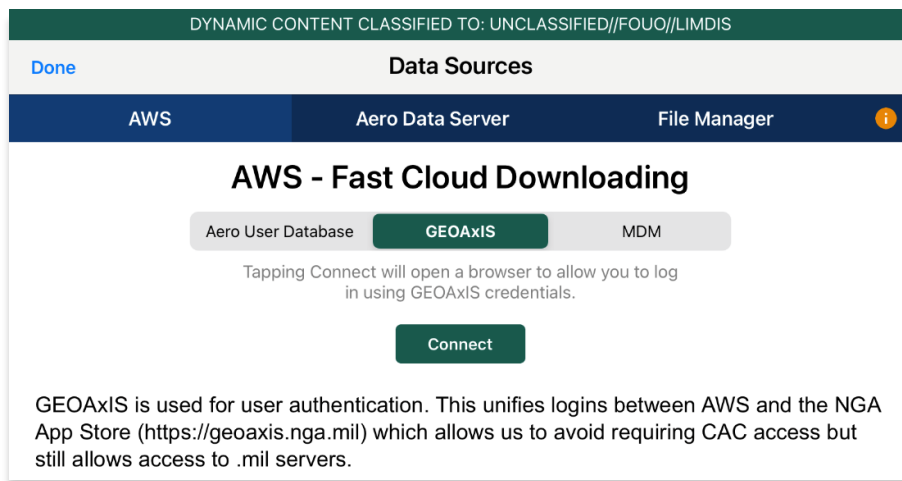 DYNAMIC CONTENT CLASSIFIED TO: UNCLASSIFIED//FOUO//LIMDIS
Done
Data Sources
AWS
Aero Data Server
File Manager
i
AWS - Fast Cloud Downloading
Aero User Database
GEOAxIS
MDM
Tapping Connect will open a browser to allow you to log
in using GEOAxIS credentials.
Connect
GEOAxIS is used for user authentication. This unifies logins between AWS and the NGA
App Store (https://geoaxis.nga.mil) which allows us to avoid requiring CAC access but
still allows access to .mil servers.